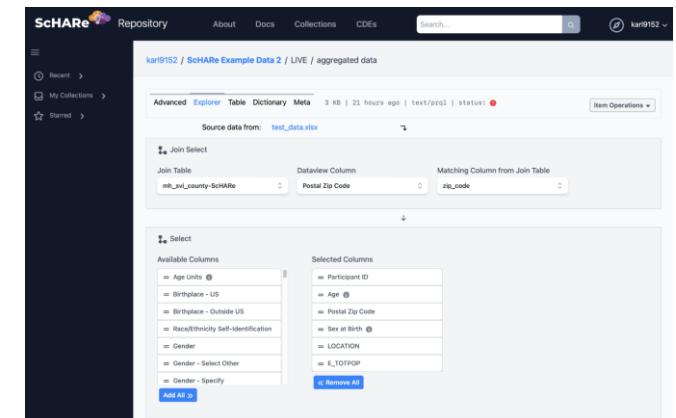 ScHARe Repository About Docs Collections CDEs Search... karl9152
karl9152 / ScHARe Example Data 2 / LIVE / aggregated data
Recent
My Collections
Starred
Advanced Explorer Table Dictionary Meta 3 KB | 21 hours ago | text/prql | status:
Item Operations
Source data from: test_data.xlsx
Join Select
Join Table Dataview Column Matching Column from Join Table
mh_svi_county-ScHARe Postal Zip Code zip_code
Select
Available Columns Selected Columns
Age Units Participant ID
Birthplace - US Age
Birthplace - Outside US Postal Zip Code
Race/Ethnicity Self-Identification Sex at Birth
Gender LOCATION
Gender - Select Other E_TOTPOP
Gender - Specify
« Remove All
Add All »